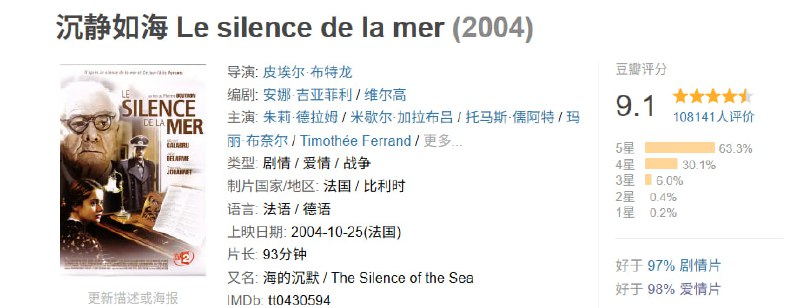 沉静如海 Le silence de la mer (2004)
LE
SILENCE
DE LA
MER
更新描述或海报
导演: 皮埃尔·布特龙
编剧: 安娜·吉亚菲利 / 维尔高
主演: 朱莉·德拉姆 / 米歇尔·加拉布吕 / 托马斯·儒阿特 / 玛
丽·布奈尔 / Timothée Ferrand / 更多...
类型: 剧情 / 爱情 / 战争
制片国家/地区: 法国 / 比利时
语言: 法语 / 德语
上映日期: 2004-10-25(法国)
片长: 93分钟
又名: 海的沉默 / The Silence of the Sea
IMDb: tt0430594
豆瓣评分
9.1
108141人评价
5星 63.3%
4星 30.1%
3星 6.0%
2星 0.4%
1星 0.2%
好于 97% 剧情片
好于 98% 爱情片